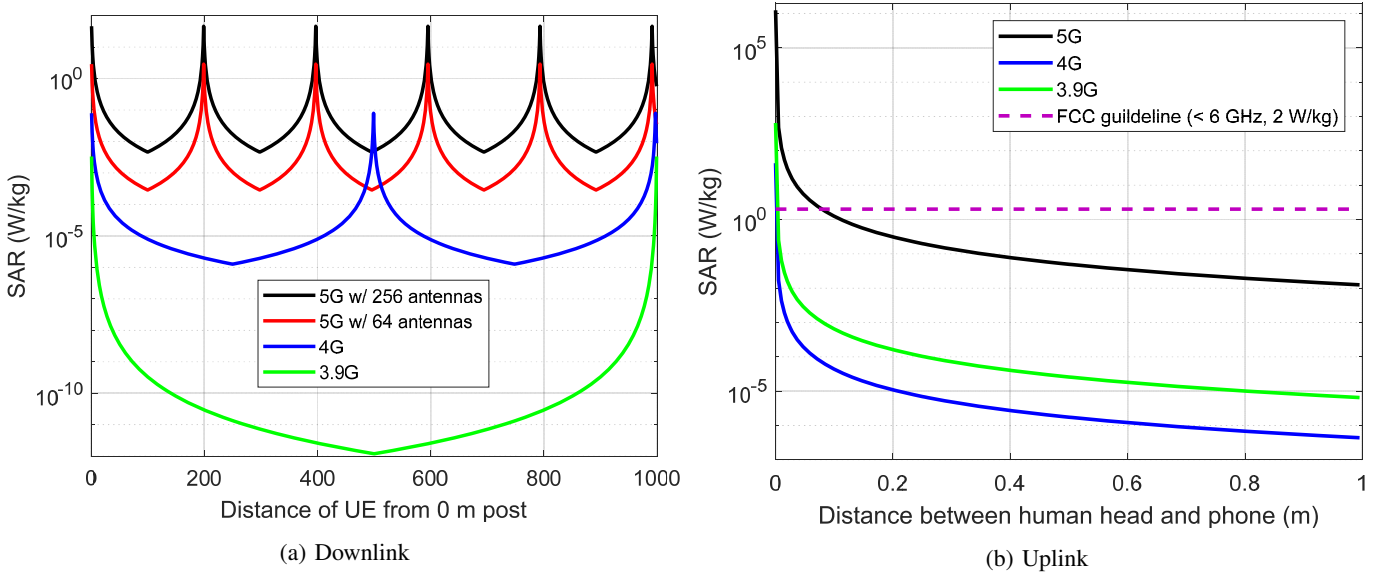 SAR (W/kg)
10^0
10^-5
10^-10
5G w/ 256 antennas
5G w/ 64 antennas
4G
3.9G
0 200 400 600 800 1000
Distance of UE from 0 m post
(a) Downlink
SAR (W/kg)
10^5
10^0
10^-5
5G
4G
3.9G
FCC guildeline (< 6 GHz, 2 W/kg)
0 0.2 0.4 0.6 0.8 1
Distance between human head and phone (m)
(b) Uplink